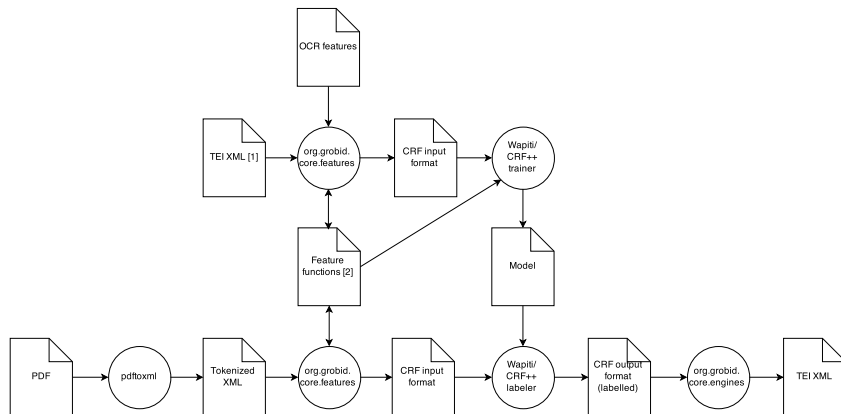 OCR features
TEI XML [1]
org.grobid.
core.features
CRF input
format
Wapiti/
CRF++
trainer
Feature
functions [2]
Model
PDF
pdftoxml
Tokenized
XML
org.grobid.
core.features
CRF input
format
Wapiti/
CRF++
labeler
CRF output
format
(labelled)
org.grobid.
core.engines
TEI XML